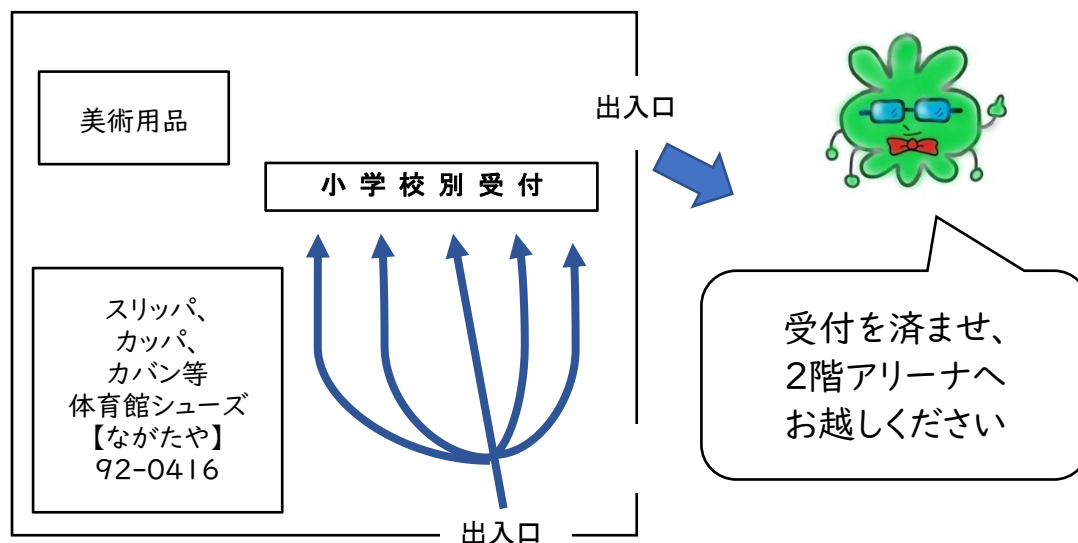 美術用品
出入口
小学校別受付
スリッパ、
カッパ、
カバン等
体育館シューズ
【ながたや】
92-0416
受付を済ませ、
2階アリーナへ
お越しください
出入口